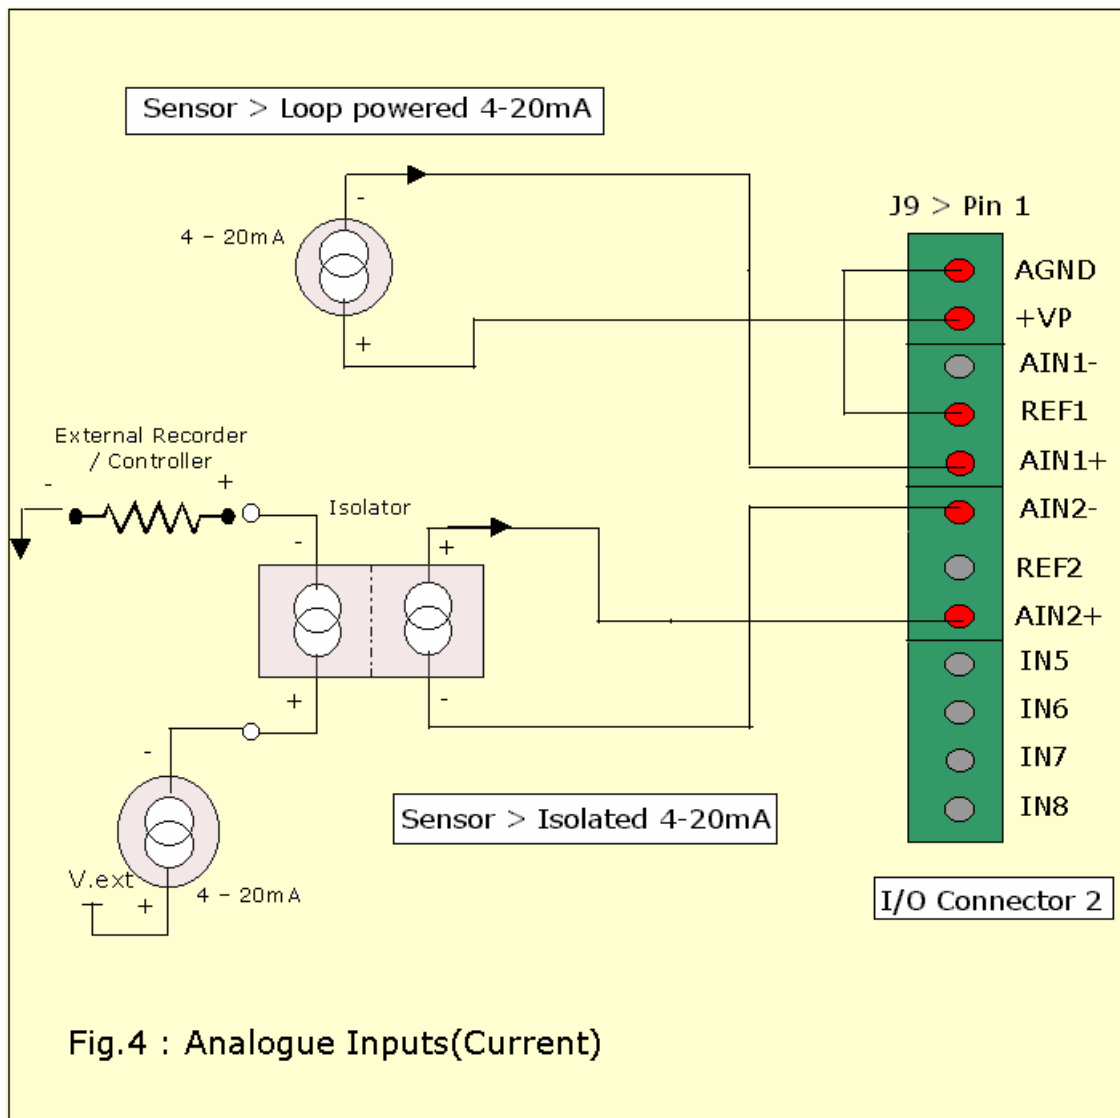 Sensor > Loop powered 4-20mA
J9 > Pin 1
-
4 - 20mA
+
AGND
+VP
AIN1-
REF1
AIN1+
AIN2-
REF2
AIN2+
IN5
IN6
IN7
IN8
External Recorder
/ Controller
-
+
Isolator
-
+
+
-
-
V.ext
+
4 - 20mA
Sensor > Isolated 4-20mA
I/O Connector 2
Fig.4 : Analogue Inputs(Current)